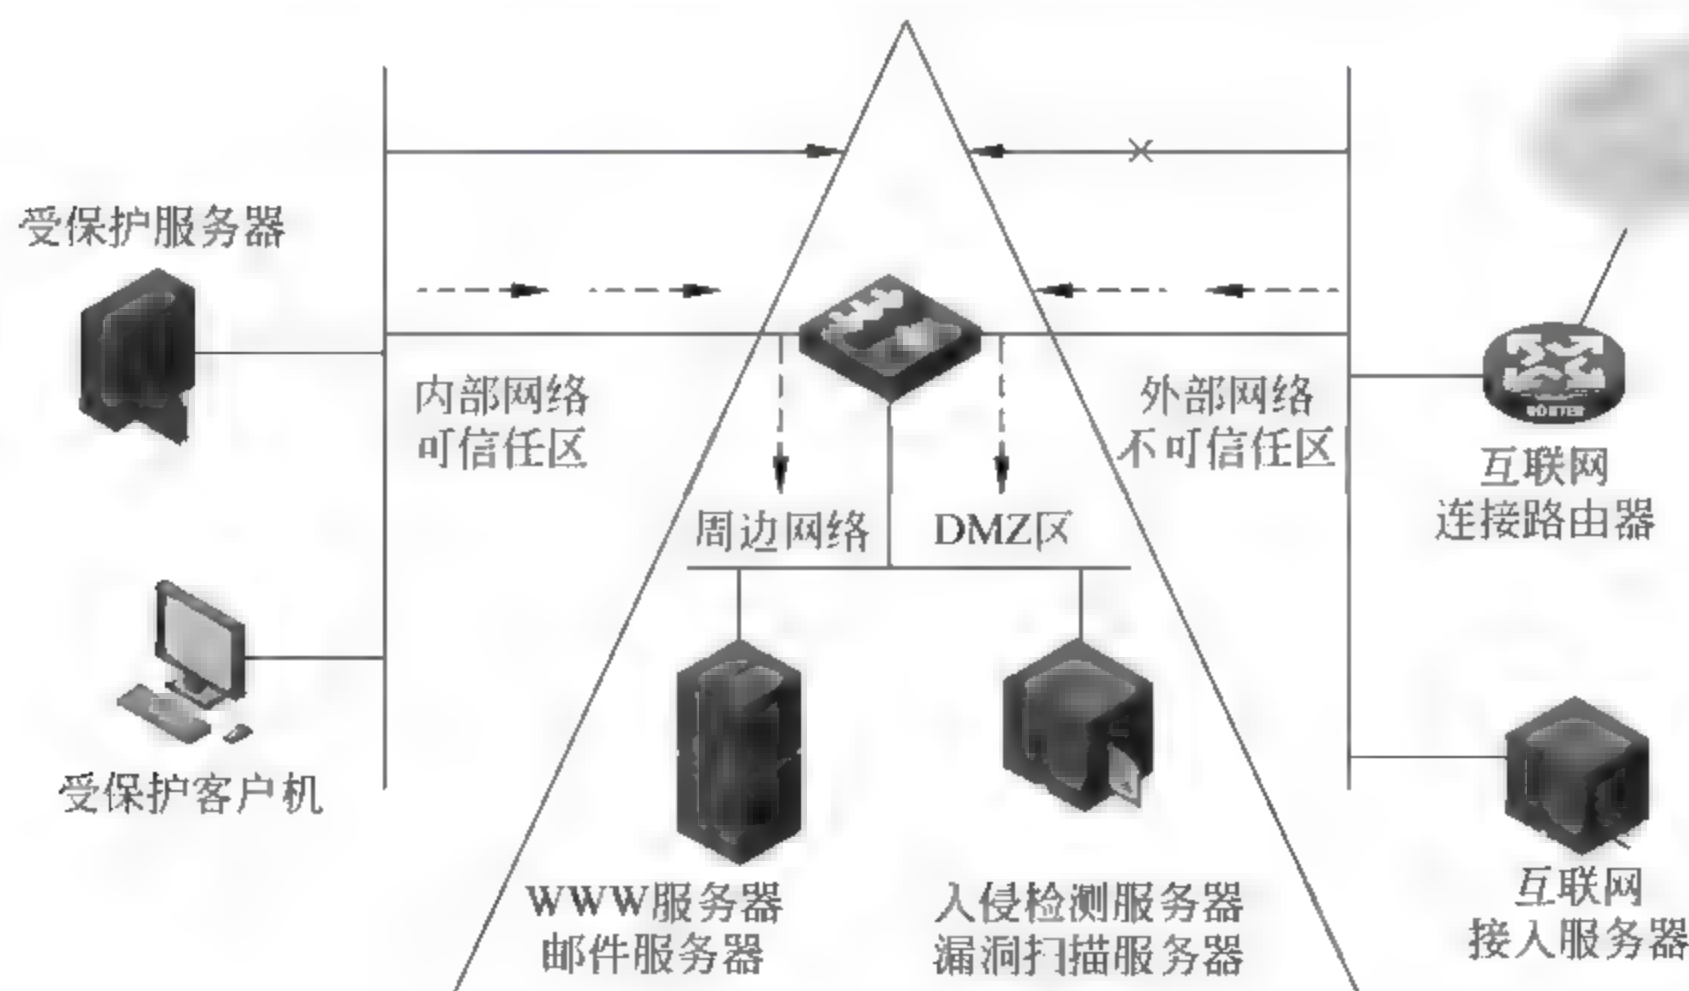 受保护服务器
内部网络
可信任区
外部网络
不可信任区
互联网
连接路由器
周边网络
DMZ区
ROUTER
受保护客户机
WWW服务器
邮件服务器
入侵检测服务器
漏洞扫描服务器
互联网
接入服务器